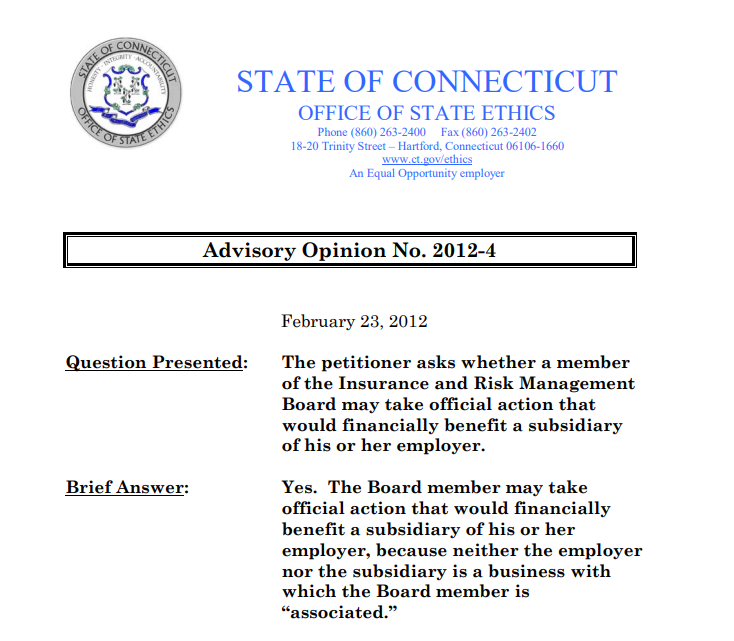 STATE OF CONNECTICUT
HONESTY · INTEGRITY · ACCOUNTABILITY
OFFICE OF STATE ETHICS
STATE OF CONNECTICUT
OFFICE OF STATE ETHICS
Phone (860) 263-2400 Fax (860) 263-2402
18-20 Trinity Street – Hartford, Connecticut 06106-1660
www.ct.gov/ethics
An Equal Opportunity employer
Advisory Opinion No. 2012-4
February 23, 2012
Question Presented: The petitioner asks whether a member
of the Insurance and Risk Management
Board may take official action that
would financially benefit a subsidiary
of his or her employer.
Brief Answer: Yes. The Board member may take
official action that would financially
benefit a subsidiary of his or her
employer, because neither the employer
nor the subsidiary is a business with
which the Board member is
“associated.”